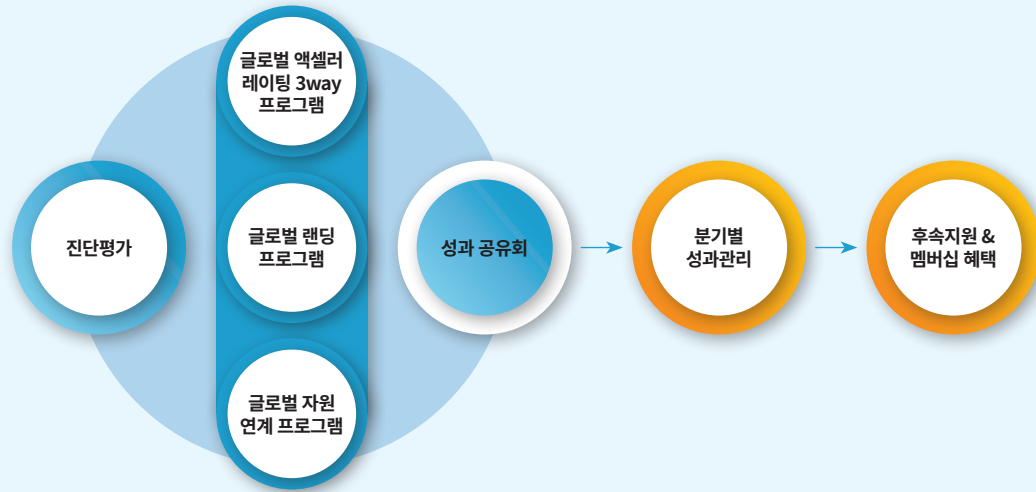 진단평가
글로벌 액셀러
레이팅 3way
프로그램
글로벌 랜딩
프로그램
글로벌 자원
연계 프로그램
성과 공유회
분기별
성과관리
후속지원 &
멤버십 혜택